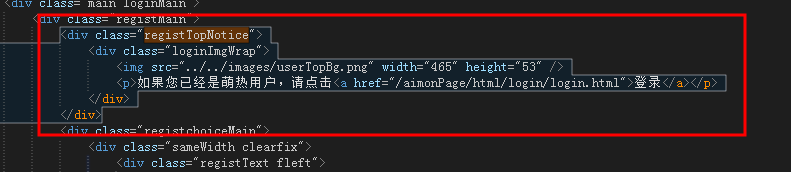 <div class="main loginMain">
<div class="registMain">
<div class="registTopNotice">
<div class="loginImgWrap">
<img src="../../images/userTopBg.png" width="465" height="53" />
<p>如果您已经是萌热用户，请点击<a href="/aimonPage/html/login/login.html">登录</a></p>
</div>
</div>
<div class="registchoiceMain">
<div class="sameWidth clearfix">
<div class="registText fleft">